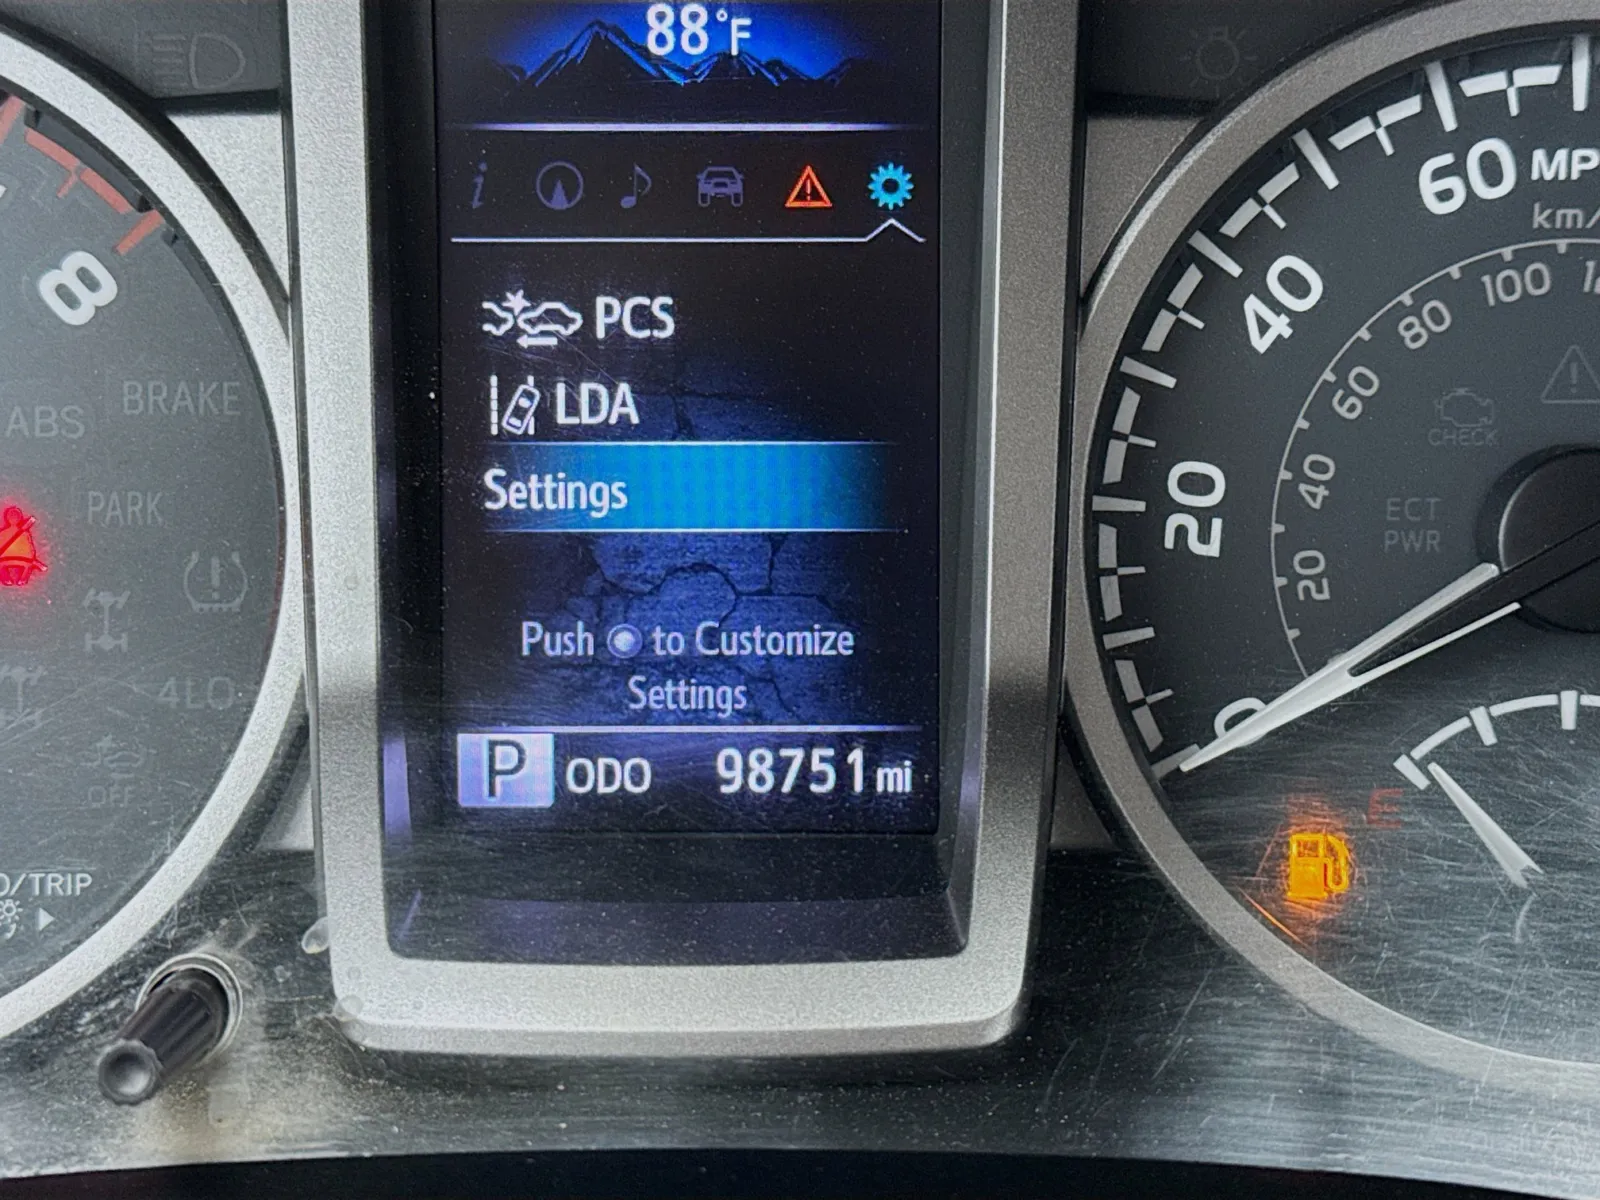 88°F
60 MP
km/
8
40
100
80
PCS
60
ABS
BRAKE
LDA
CHECK
Settings
20
40
PARK
ECT
PWR
20
Push to Customize
Settings
4LO
0
P ODO 98751 mi
OFF
E
/TRIP